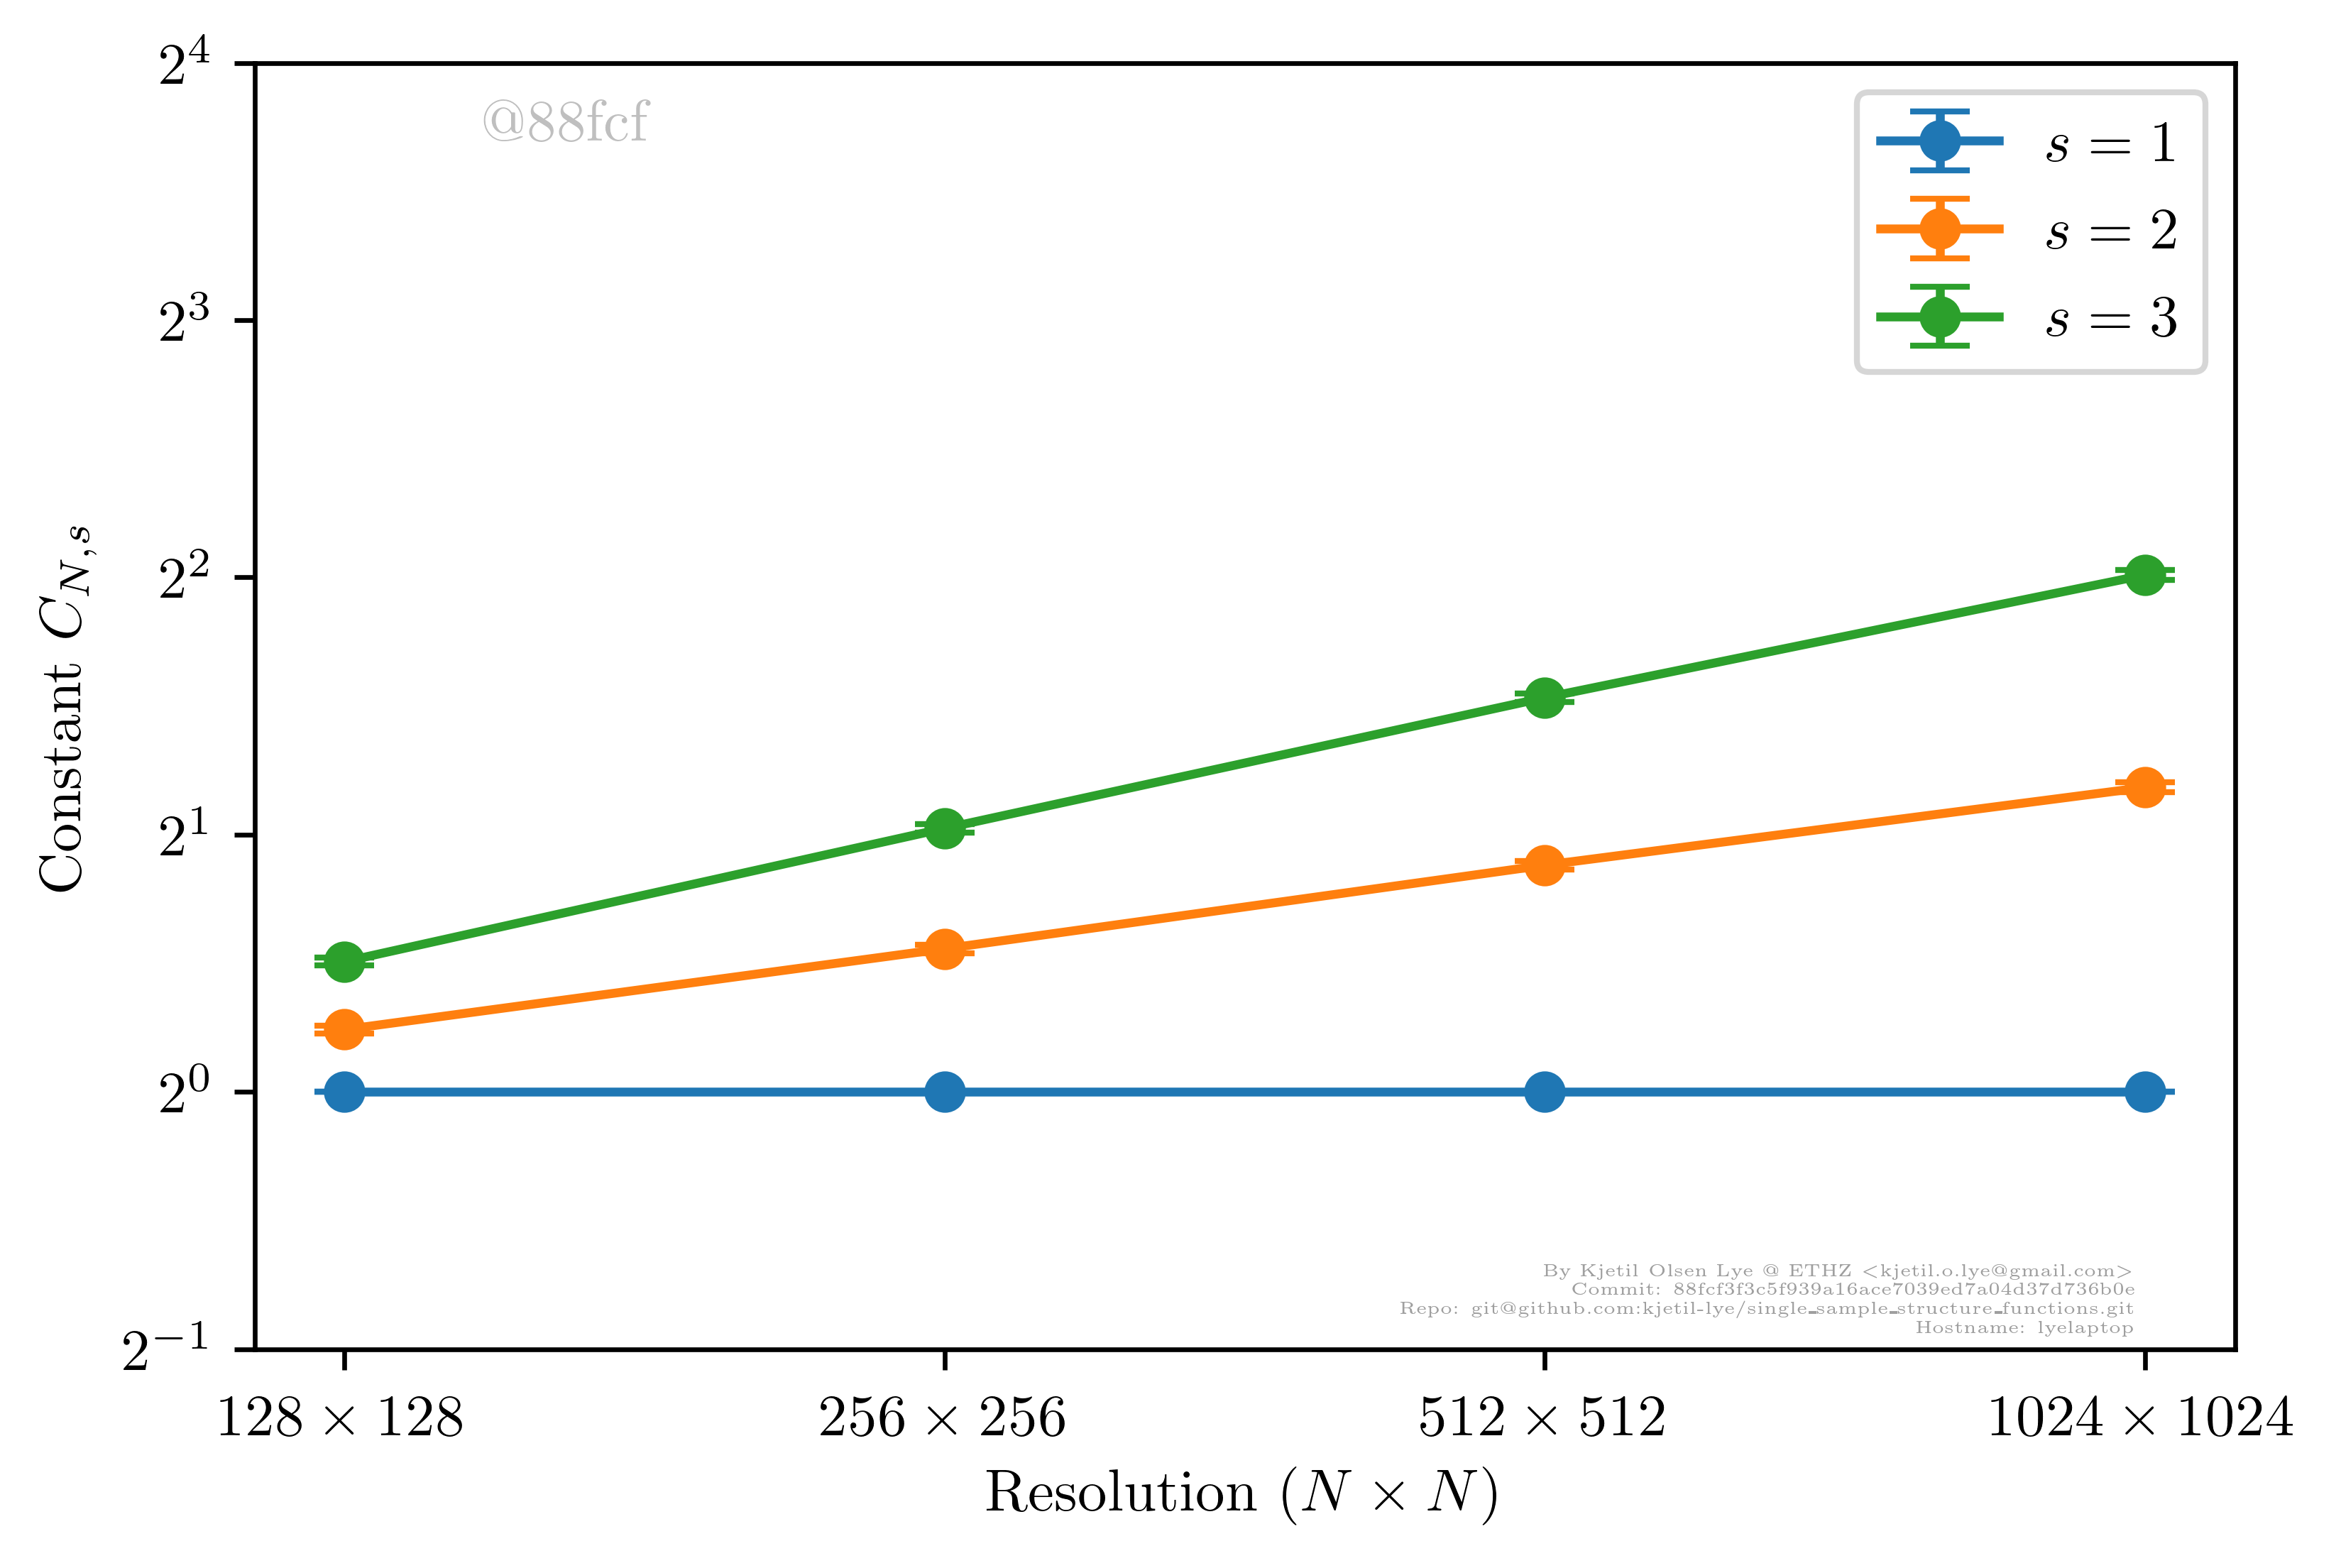 @88fcf
s = 1
s = 2
s = 3
2^4
2^3
2^2
2^1
2^0
2^{-1}
Constant C_{N,s}
By Kjetil Olsen Lye @ ETHZ <kjetil.o.lye@gmail.com>
Commit: 88fcf3f3c5f939a16ace7039ed7a04d37d736b0e
Repo: git@github.com:kjetil-lye/single_sample_structure_functions.git
Hostname: lyelaptop
128 × 128
256 × 256
512 × 512
1024 × 1024
Resolution (N × N)